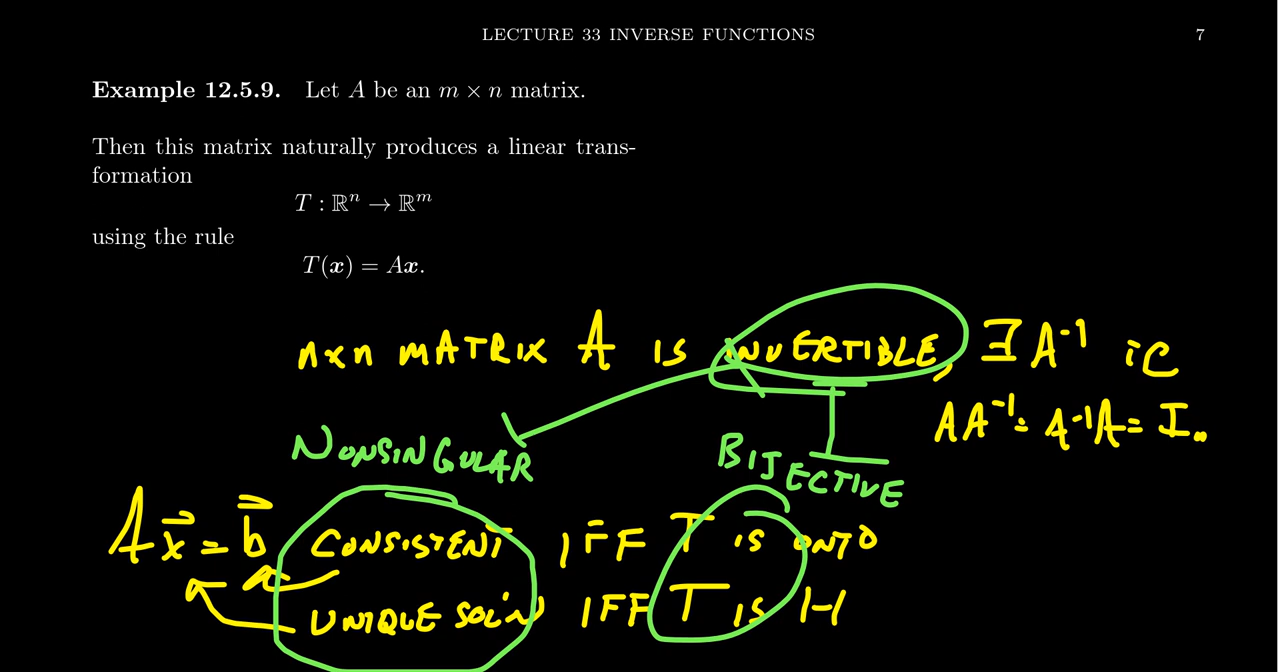 LECTURE 33 INVERSE FUNCTIONS 7
Example 12.5.9. Let A be an m × n matrix.
Then this matrix naturally produces a linear trans-
formation
T : ℝⁿ → ℝᵐ
using the rule
T(x) = Ax.
n×n MATRIX A IS INVERTIBLE, ∃ A⁻¹
AA⁻¹ = A⁻¹A = Iₙ
NONSINGULAR BIJECTIVE
Ax⃗ = b⃗ CONSISTENT IFF T IS ONTO
UNIQUE SOL'N IFF T IS 1-1